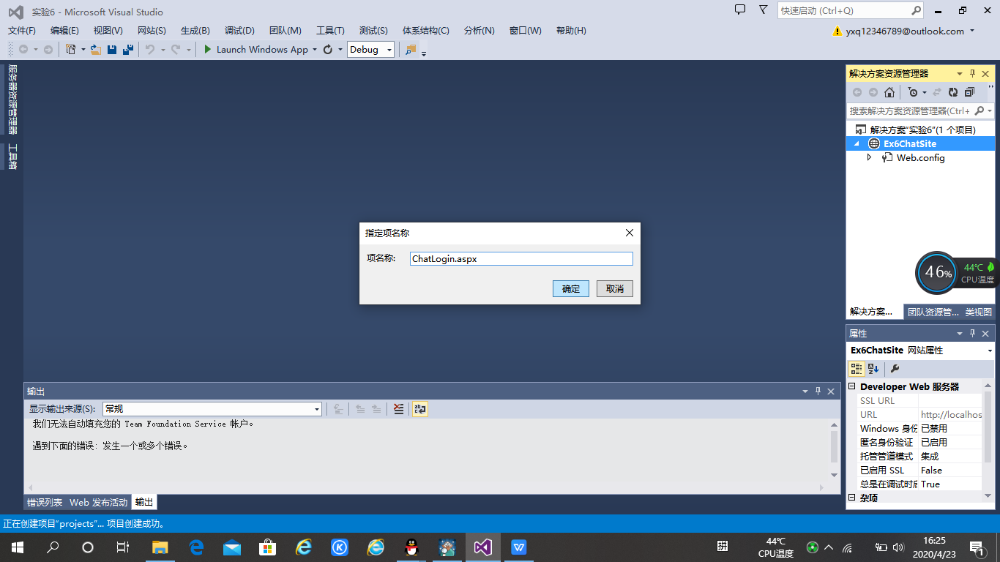 实验6 - Microsoft Visual Studio
快速启动 (Ctrl+Q)
文件(F) 编辑(E) 视图(V) 网站(S) 生成(B) 调试(D) 团队(M) 工具(T) 测试(S) 体系结构(C) 分析(N) 窗口(W) 帮助(H)
yxq12346789@outlook.com
Launch Windows App Debug
服务器资源管理器
工具箱
解决方案资源管理器
搜索解决方案资源管理器(Ctrl+
解决方案"实验6"(1 个项目)
Ex6ChatSite
Web.config
指定项名称
项名称: ChatLogin.aspx
确定 取消
46% 44℃
CPU温度
解决方案... 团队资源管... 类视图
属性
Ex6ChatSite 网站属性
Developer Web 服务器
SSL URL
URL http://localhos
Windows 身份 已禁用
匿名身份验证 已启用
托管管道模式 集成
已启用 SSL False
总是在调试时启 True
杂项
输出
显示输出来源(S): 常规
我们无法自动填充您的 Team Foundation Service 帐户。
遇到下面的错误: 发生一个或多个错误。
错误列表 Web 发布活动 输出
正在创建项目"projects"... 项目创建成功。
拼
44℃
CPU温度
16:25
2020/4/23
1